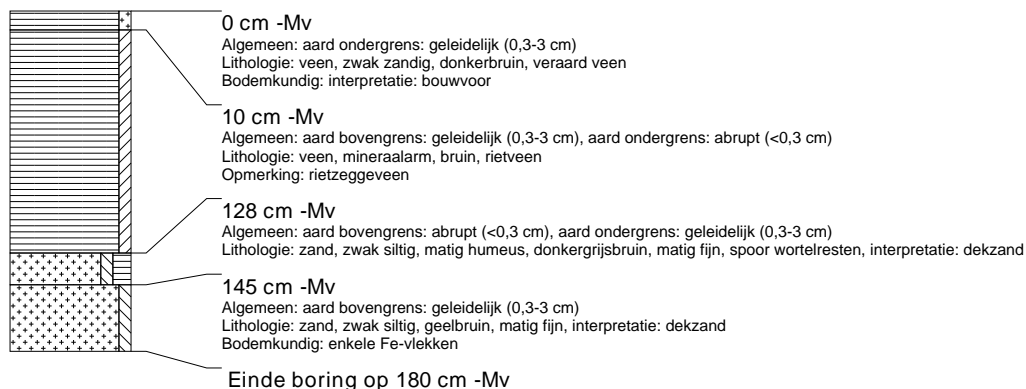 0 cm -Mv
Algemeen: aard ondergrens: geleidelijk (0,3-3 cm)
Lithologie: veen, zwak zandig, donkerbruin, veraard veen
Bodemkundig: interpretatie: bouwvoor
10 cm -Mv
Algemeen: aard bovengrens: geleidelijk (0,3-3 cm), aard ondergrens: abrupt (<0,3 cm)
Lithologie: veen, mineraalarm, bruin, rietveen
Opmerking: rietzeggeveen
128 cm -Mv
Algemeen: aard bovengrens: abrupt (<0,3 cm), aard ondergrens: geleidelijk (0,3-3 cm)
Lithologie: zand, zwak siltig, matig humeus, donkergrijsbruin, matig fijn, spoor wortelresten, interpretatie: dekzand
145 cm -Mv
Algemeen: aard bovengrens: geleidelijk (0,3-3 cm)
Lithologie: zand, zwak siltig, geelbruin, matig fijn, interpretatie: dekzand
Bodemkundig: enkele Fe-vlekken
Einde boring op 180 cm -Mv